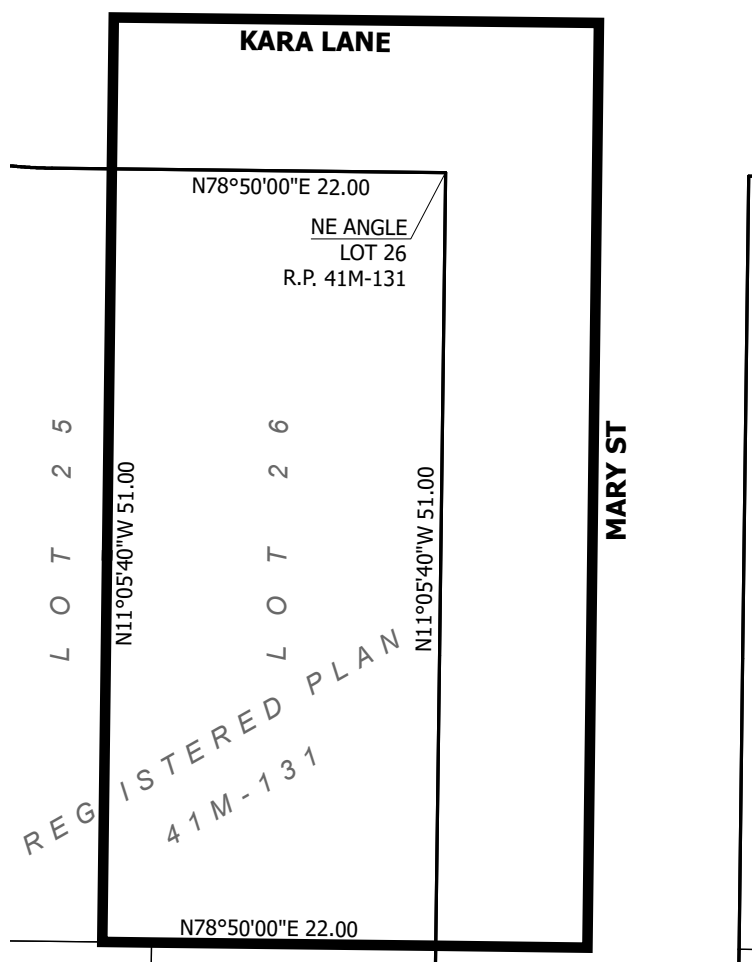 KARA LANE
N78°50'00"E 22.00
NE ANGLE
LOT 26
R.P. 41M-131
LOT 25
N11°05'40"W 51.00
LOT 26
N11°05'40"W 51.00
MARY ST
REGISTERED PLAN
41M-131
N78°50'00"E 22.00